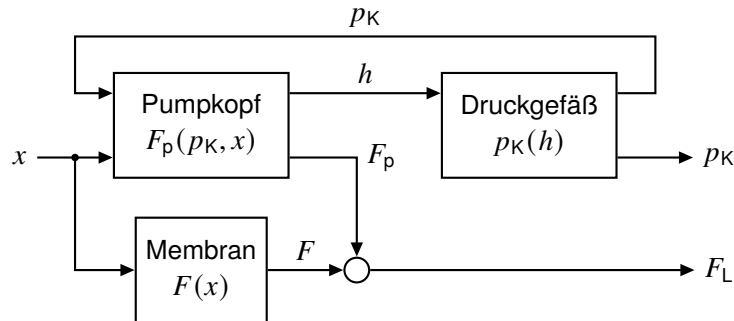 p_K
h
Pumpkopf
F_p(p_K, x)
Druckgefäß
p_K(h)
x
F_p
p_K
Membran
F(x)
F
F_L